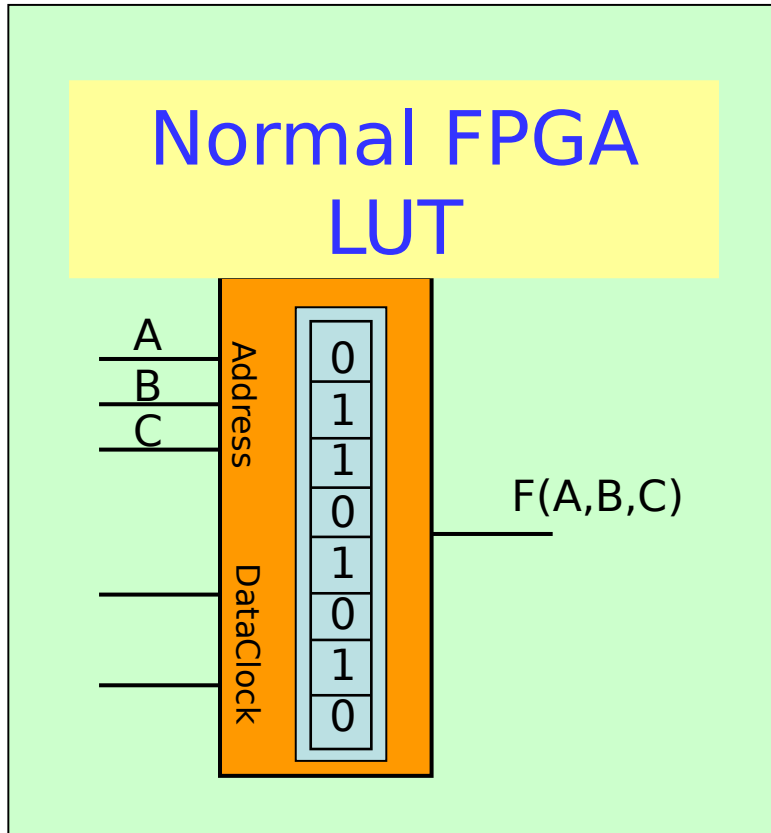 Normal FPGA
LUT
A
B
C
Address
0
1
1
0
1
0
1
0
F(A,B,C)
DataClock